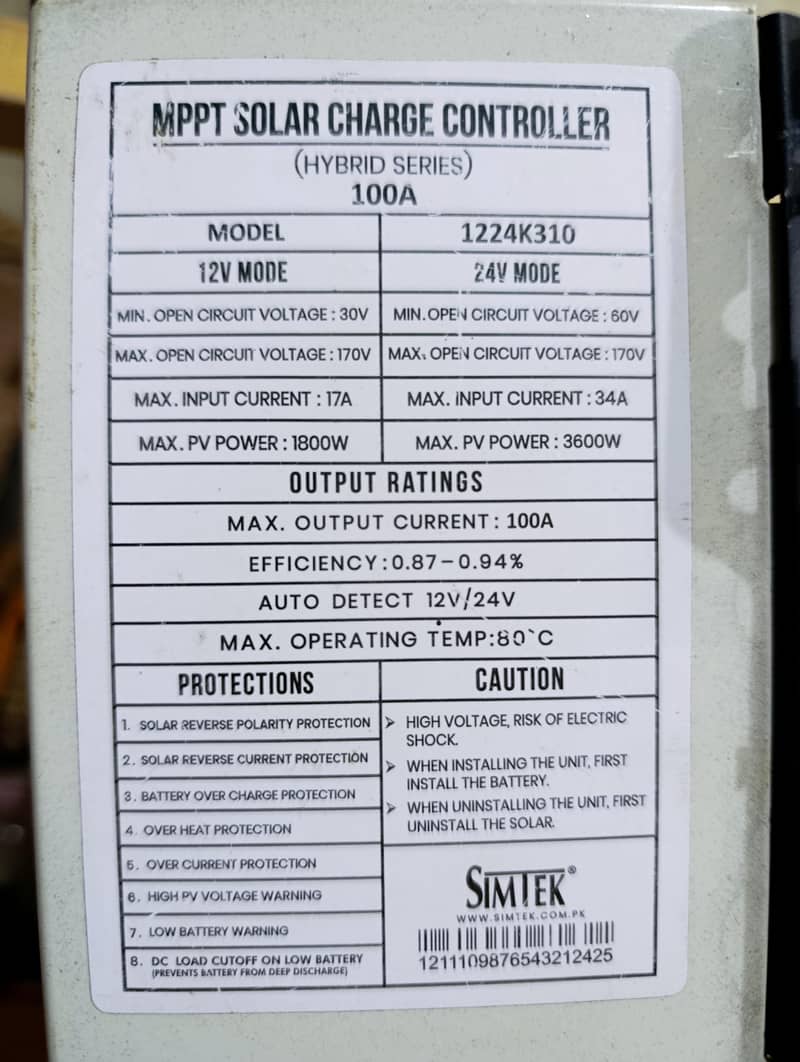 MPPT SOLAR CHARGE CONTROLLER
(HYBRID SERIES)
100A
MODEL 1224K310
12V MODE 24V MODE
MIN. OPEN CIRCUIT VOLTAGE : 30V MIN. OPEN CIRCUIT VOLTAGE : 60V
MAX. OPEN CIRCUIT VOLTAGE : 170V MAX. OPEN CIRCUIT VOLTAGE : 170V
MAX. INPUT CURRENT : 17A MAX. INPUT CURRENT : 34A
MAX. PV POWER : 1800W MAX. PV POWER : 3600W
OUTPUT RATINGS
MAX. OUTPUT CURRENT : 100A
EFFICIENCY : 0.87 – 0.94%
AUTO DETECT 12V/24V
MAX. OPERATING TEMP:80`C
PROTECTIONS
1. SOLAR REVERSE POLARITY PROTECTION
2. SOLAR REVERSE CURRENT PROTECTION
3. BATTERY OVER CHARGE PROTECTION
4. OVER HEAT PROTECTION
5. OVER CURRENT PROTECTION
6. HIGH PV VOLTAGE WARNING
7. LOW BATTERY WARNING
8. DC LOAD CUTOFF ON LOW BATTERY
(PREVENTS BATTERY FROM DEEP DISCHARGE)
CAUTION
➢ HIGH VOLTAGE, RISK OF ELECTRIC
SHOCK.
➢ WHEN INSTALLING THE UNIT, FIRST
INSTALL THE BATTERY.
➢ WHEN UNINSTALLING THE UNIT, FIRST
UNINSTALL THE SOLAR.
SIMTEK®
WWW.SIMTEK.COM.PK
1211109876543212425